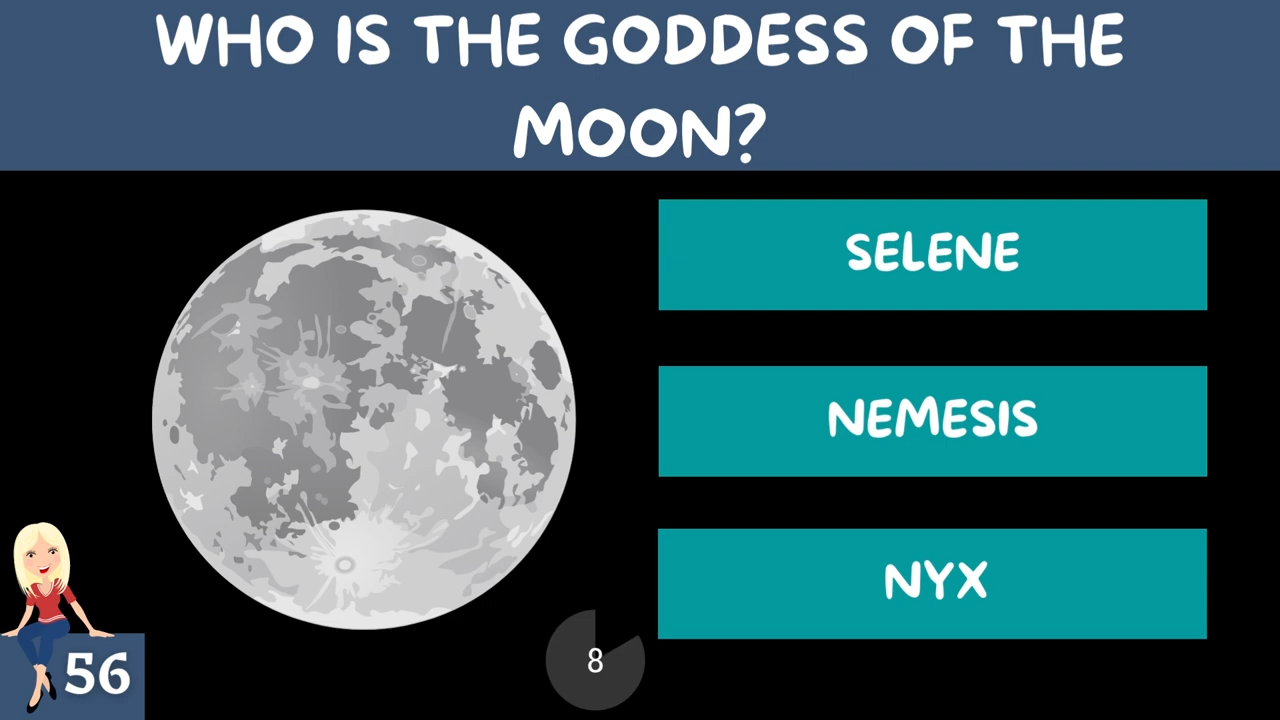 WHO IS THE GODDESS OF THE
MOON?
SELENE
NEMESIS
NYX
8
56